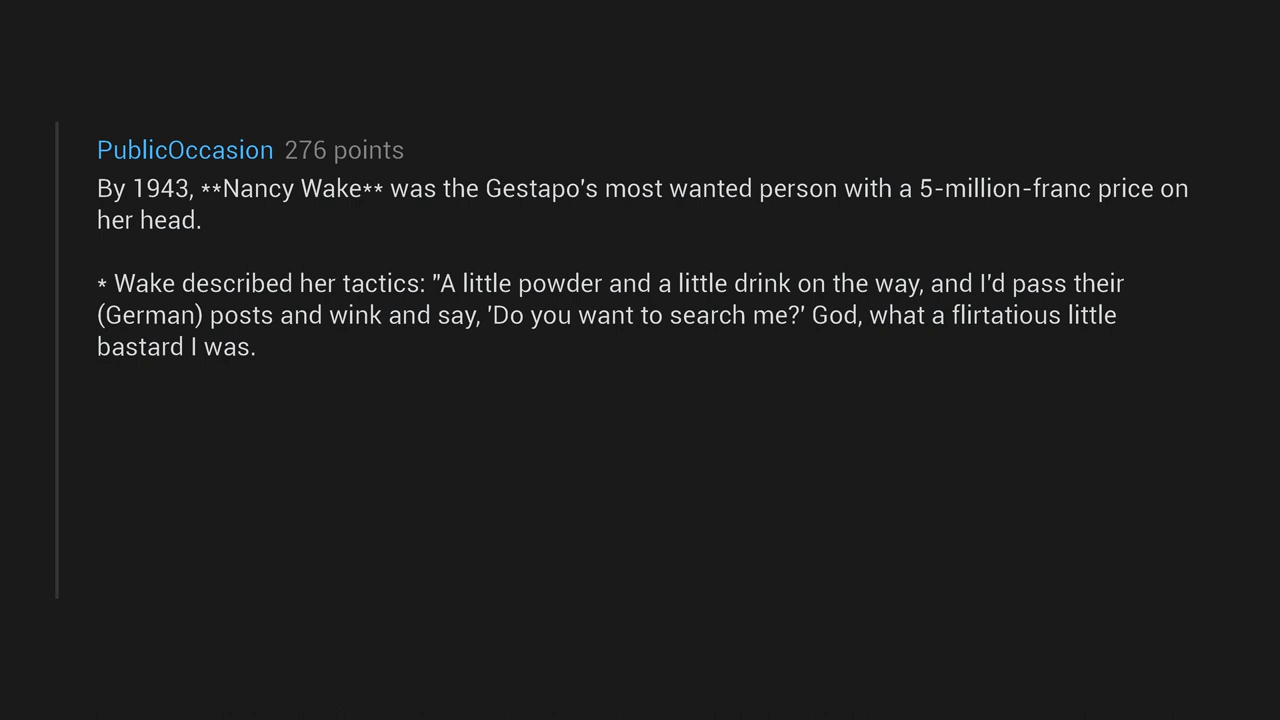 PublicOccasion 276 points
By 1943, **Nancy Wake** was the Gestapo's most wanted person with a 5-million-franc price on
her head.
* Wake described her tactics: "A little powder and a little drink on the way, and I'd pass their
(German) posts and wink and say, 'Do you want to search me?' God, what a flirtatious little
bastard I was.